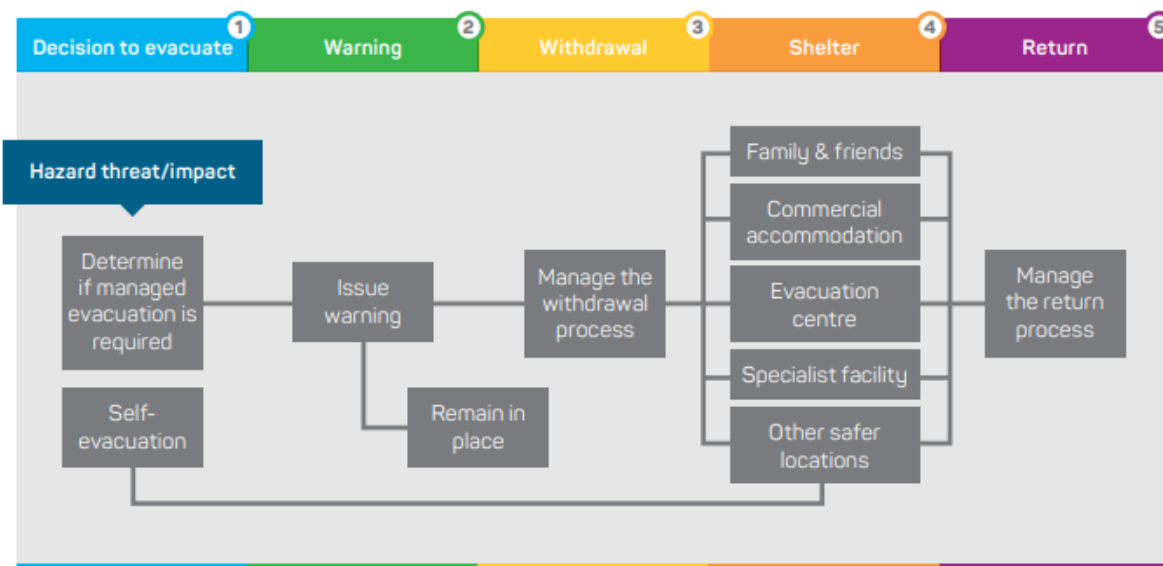 1
2
3
4
5
Decision to evacuate
Warning
Withdrawal
Shelter
Return
Hazard threat/impact
Determine
if managed
evacuation is
required
Self-
evacuation
Issue
warning
Remain in
place
Manage the
withdrawal
process
Family & friends
Commercial
accommodation
Evacuation
centre
Specialist facility
Other safer
locations
Manage
the return
process